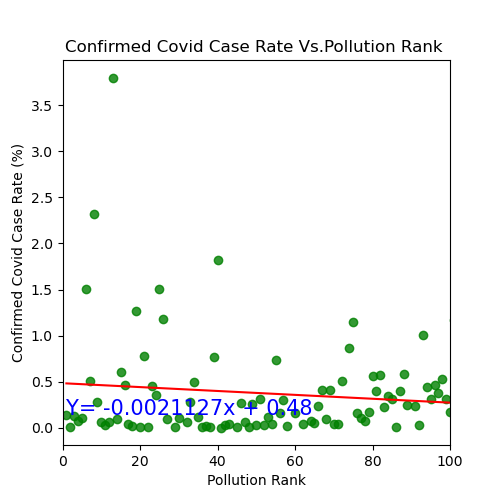 Confirmed Covid Case Rate Vs.Pollution Rank
Confirmed Covid Case Rate (%)
3.5
3.0
2.5
2.0
1.5
1.0
0.5
0.0
Y= -0.0021127x + 0.48
0 20 40 60 80 100
Pollution Rank